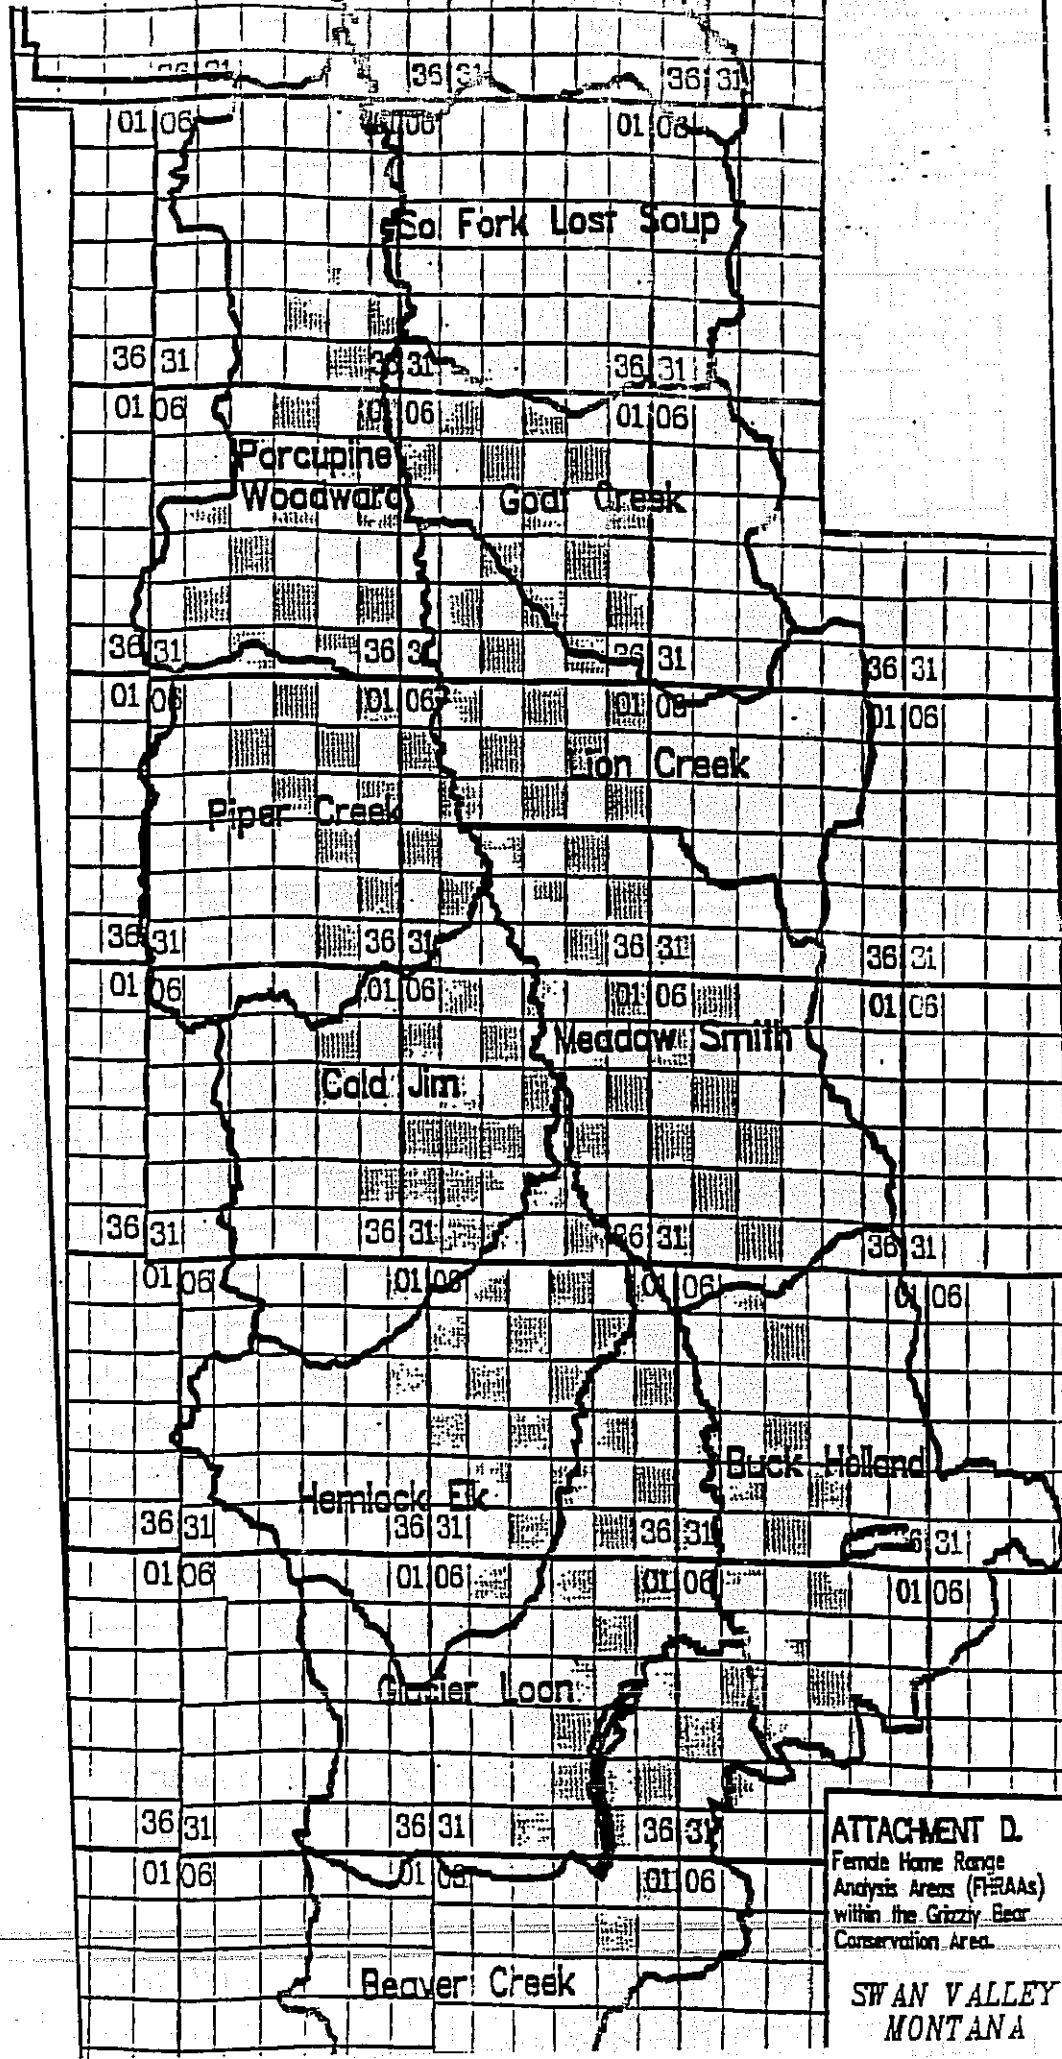 36 31 36 31 36 31
01 06 06 01 06
So Fork Lost Soup
36 31 36 31 36 31
01 06 01 06 01 06
Porcupine
Woodward Goat Creek
36 31 36 3 36 31 36 31
01 06 01 06 01 06 01 06
Lion Creek
Piper Creek
36 31 36 31 36 31 36 31
01 06 01 06 01 06 01 06
Meadow Smith
Cold Jim
36 31 36 31 36 31 36 31
01 06 01 06 01 06 01 06
Buck Holland
Hemlock Elk
36 31 36 31 36 31 6 31
01 06 01 06 01 06 01 06
Glacier Loon
36 31 36 31 36 31
01 06 01 06 01 06
Beaver Creek
ATTACHMENT D.
Female Home Range
Analysis Areas (FHRAAs)
within the Grizzly Bear
Conservation Area.
SWAN VALLEY
MONTANA